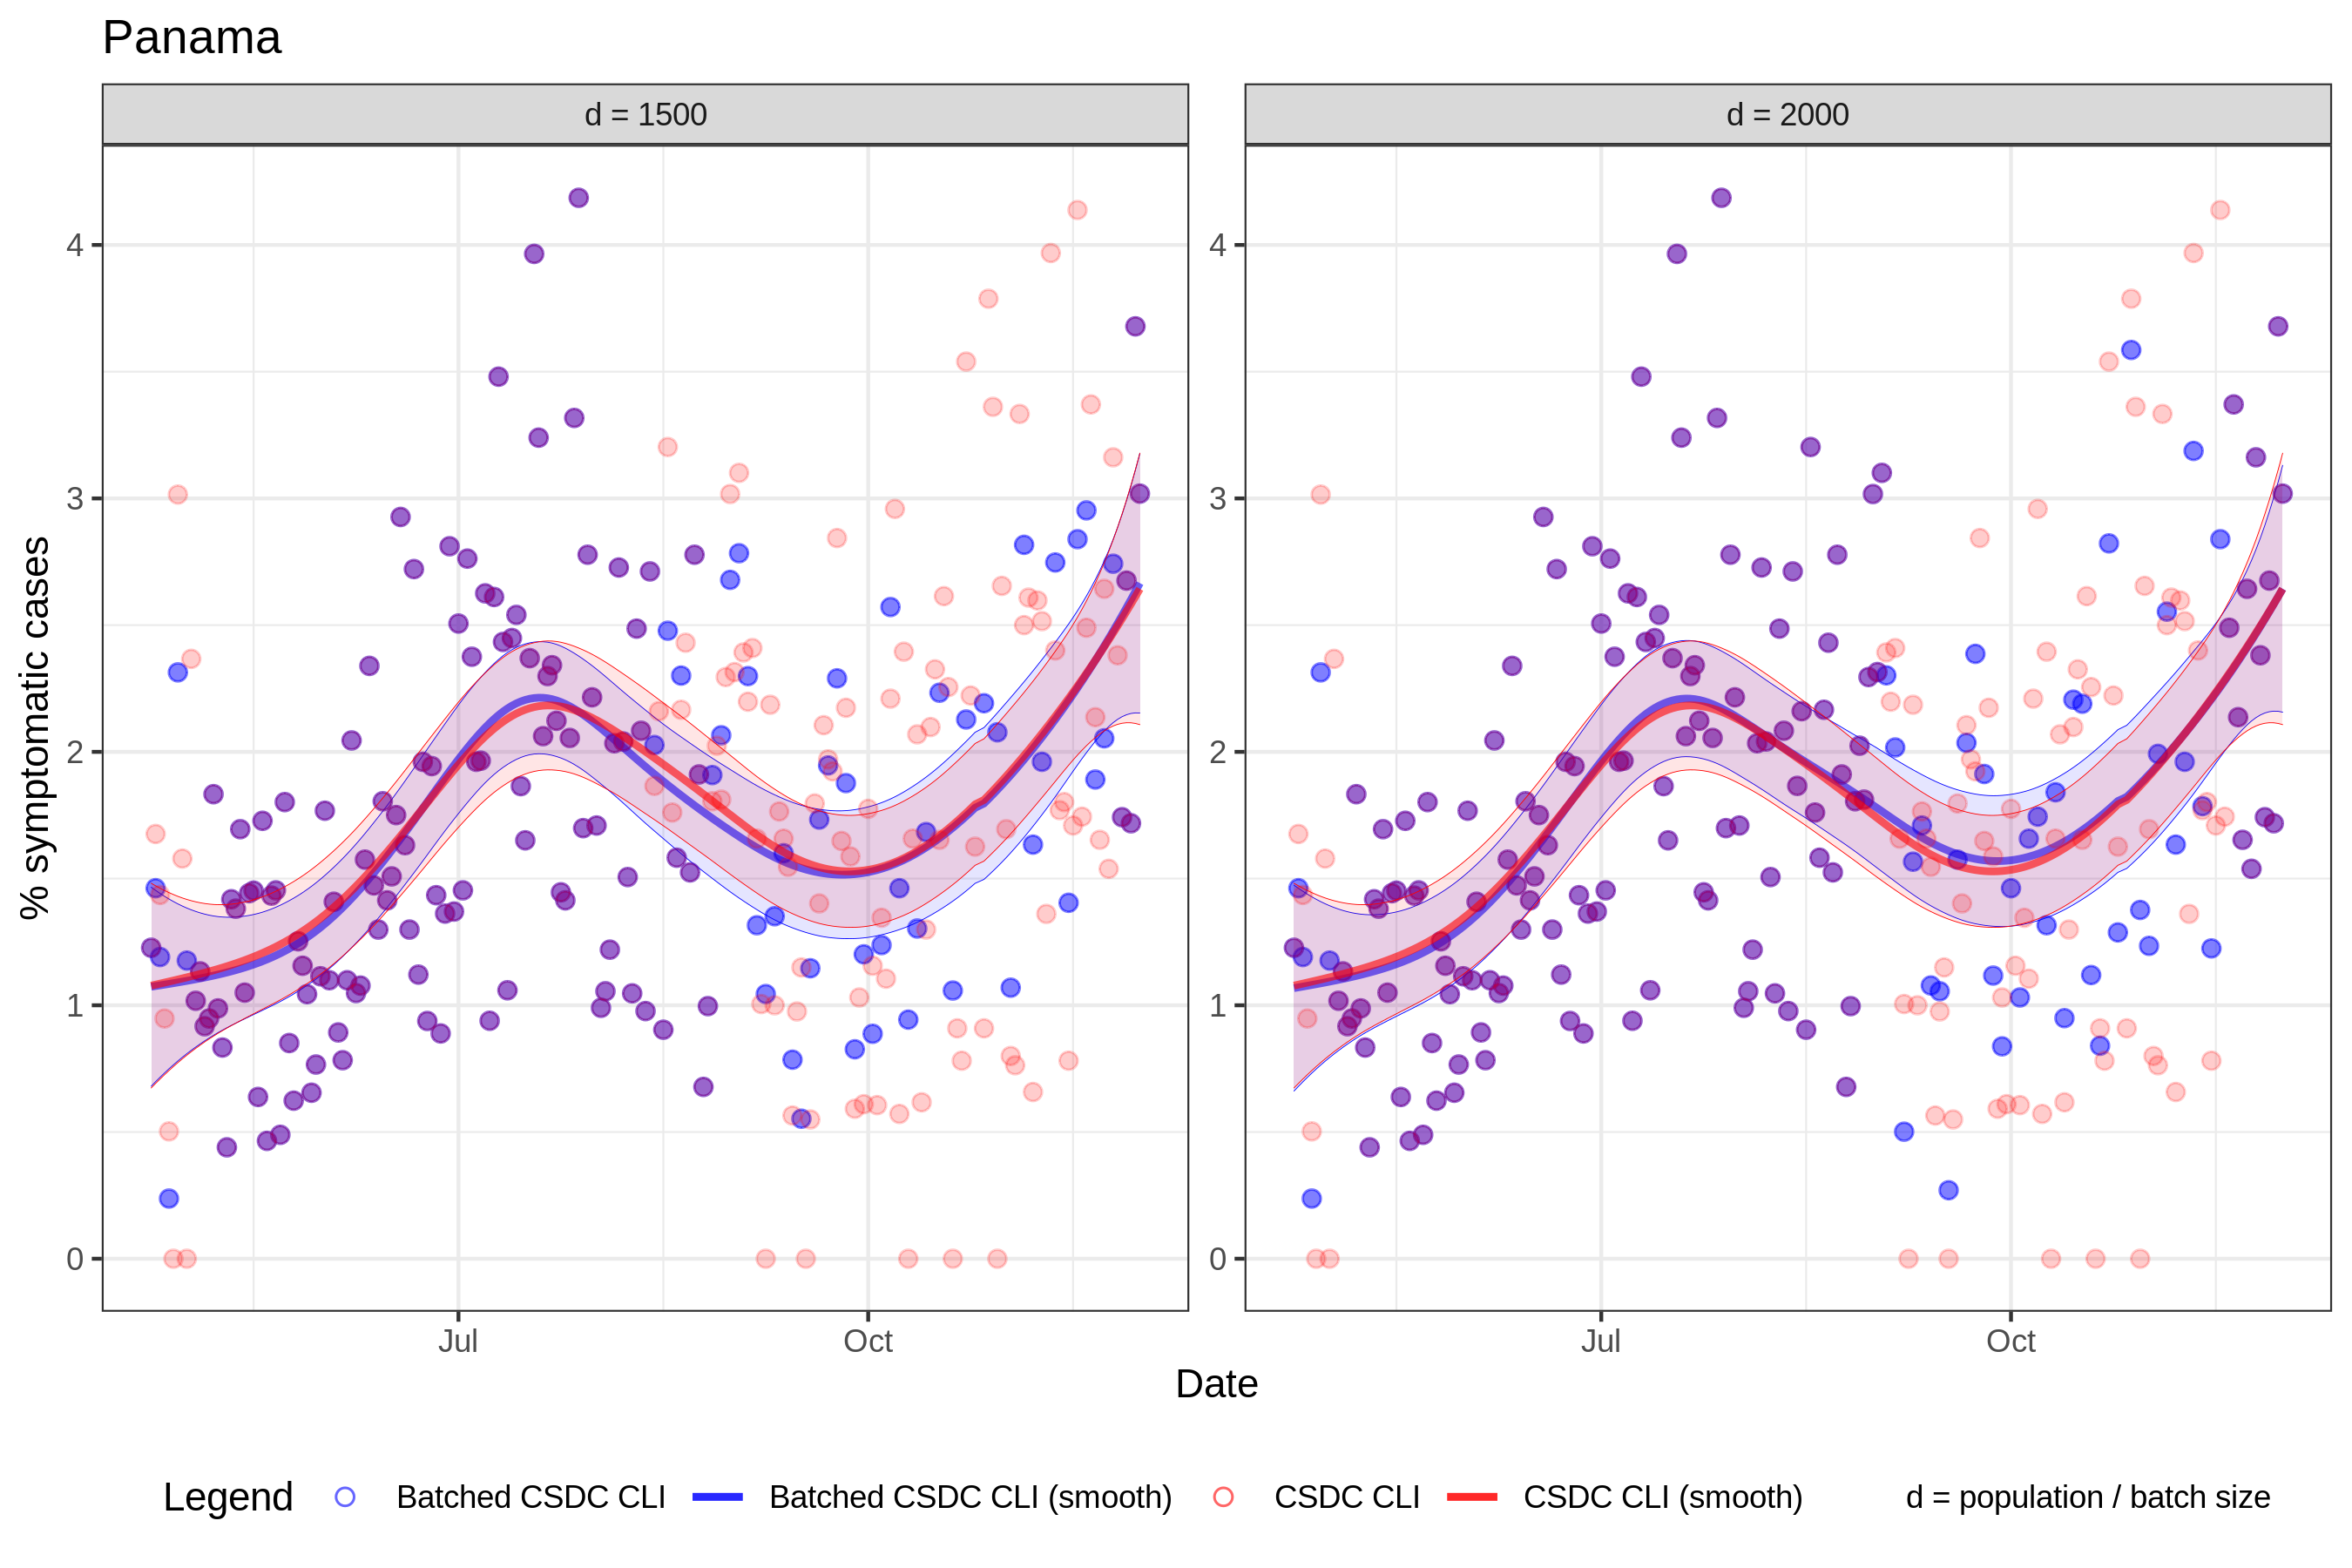 Panama
d = 1500
d = 2000
% symptomatic cases
4
3
2
1
0
4
3
2
1
0
Jul
Oct
Jul
Oct
Date
Legend
Batched CSDC CLI
Batched CSDC CLI (smooth)
CSDC CLI
CSDC CLI (smooth)
d = population / batch size